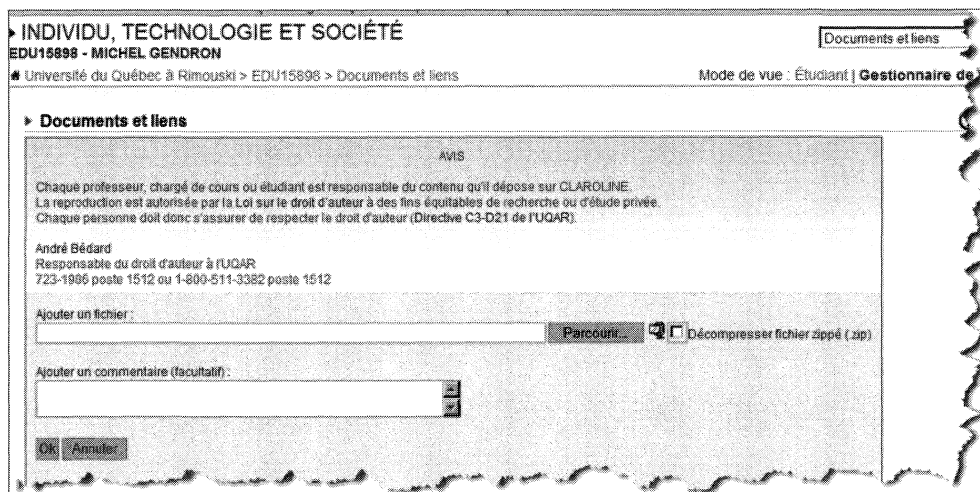 INDIVIDU, TECHNOLOGIE ET SOCIÉTÉ
Documents et liens
EDU15898 - MICHEL GENDRON
Université du Québec à Rimouski > EDU15898 > Documents et liens
Mode de vue : Étudiant | Gestionnaire de
Documents et liens
AVIS
Chaque professeur, chargé de cours ou étudiant est responsable du contenu qu'il dépose sur CLAROLINE.
La reproduction est autorisée par la Loi sur le droit d'auteur à des fins équitables de recherche ou d'étude privée.
Chaque personne doit donc s'assurer de respecter le droit d'auteur (Directive C3-D21 de l'UQAR).
André Bédard
Responsable du droit d'auteur à l'UQAR
723-1986 poste 1512 ou 1-800-511-3382 poste 1512
Ajouter un fichier :
Parcourir... Décompresser fichier zippé (.zip)
Ajouter un commentaire (facultatif) :
Ok Annuler